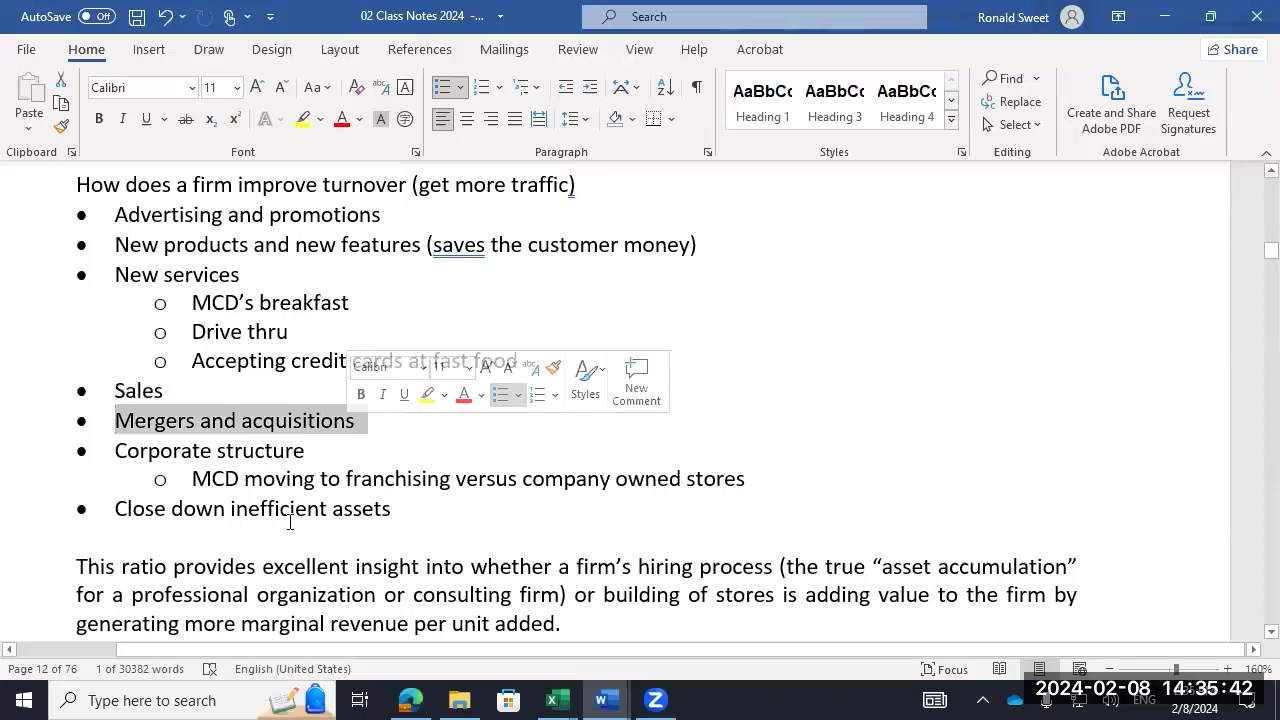 AutoSave Off 02 Class Notes 2024 -... Search Ronald Sweet
File Home Insert Draw Design Layout References Mailings Review View Help Acrobat Share
Paste Calibri 11 Aa A Find Replace Select
AaBbCc AaBbCc AaBbCc
Heading 1 Heading 3 Heading 4
Create and Share Adobe PDF Request Signatures
Clipboard Font Paragraph Styles Editing Adobe Acrobat
How does a firm improve turnover (get more traffic)
● Advertising and promotions
● New products and new features (saves the customer money)
● New services
o MCD's breakfast
o Drive thru
o Accepting credit cards at fast food
Calibri 11
B I U A Styles New Comment
● Sales
● Mergers and acquisitions
● Corporate structure
o MCD moving to franchising versus company owned stores
● Close down inefficient assets
This ratio provides excellent insight into whether a firm's hiring process (the true “asset accumulation”
for a professional organization or consulting firm) or building of stores is adding value to the firm by
generating more marginal revenue per unit added.
Page 12 of 76 1 of 30382 words English (United States) Focus 160%
Type here to search ENG
2024-02-08 14:35:42
2/8/2024